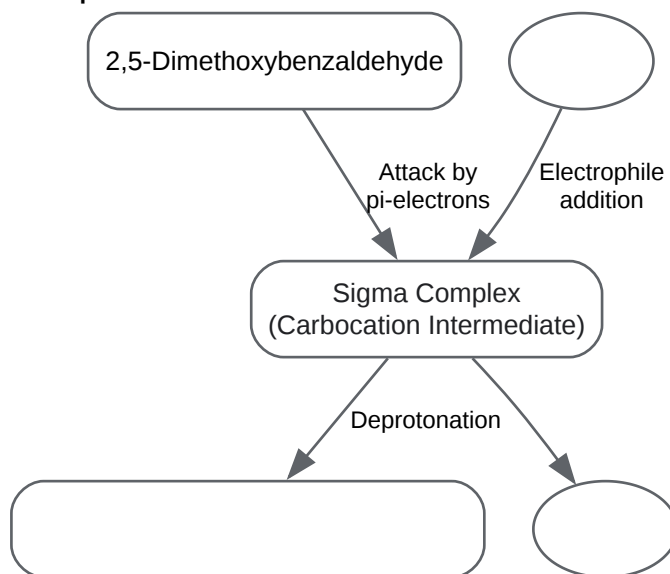 2,5-Dimethoxybenzaldehyde
Attack by
pi-electrons
Electrophile
addition
Sigma Complex
(Carbocation Intermediate)
Deprotonation